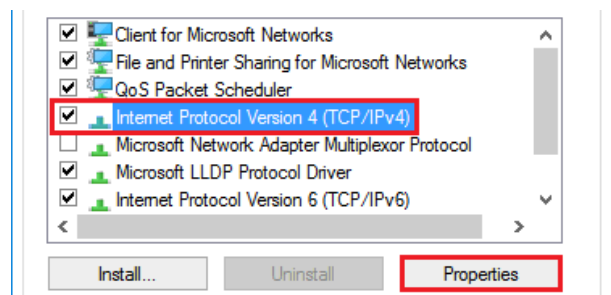 Client for Microsoft Networks
File and Printer Sharing for Microsoft Networks
QoS Packet Scheduler
Internet Protocol Version 4 (TCP/IPv4)
Microsoft Network Adapter Multiplexor Protocol
Microsoft LLDP Protocol Driver
Internet Protocol Version 6 (TCP/IPv6)
Install... Uninstall Properties